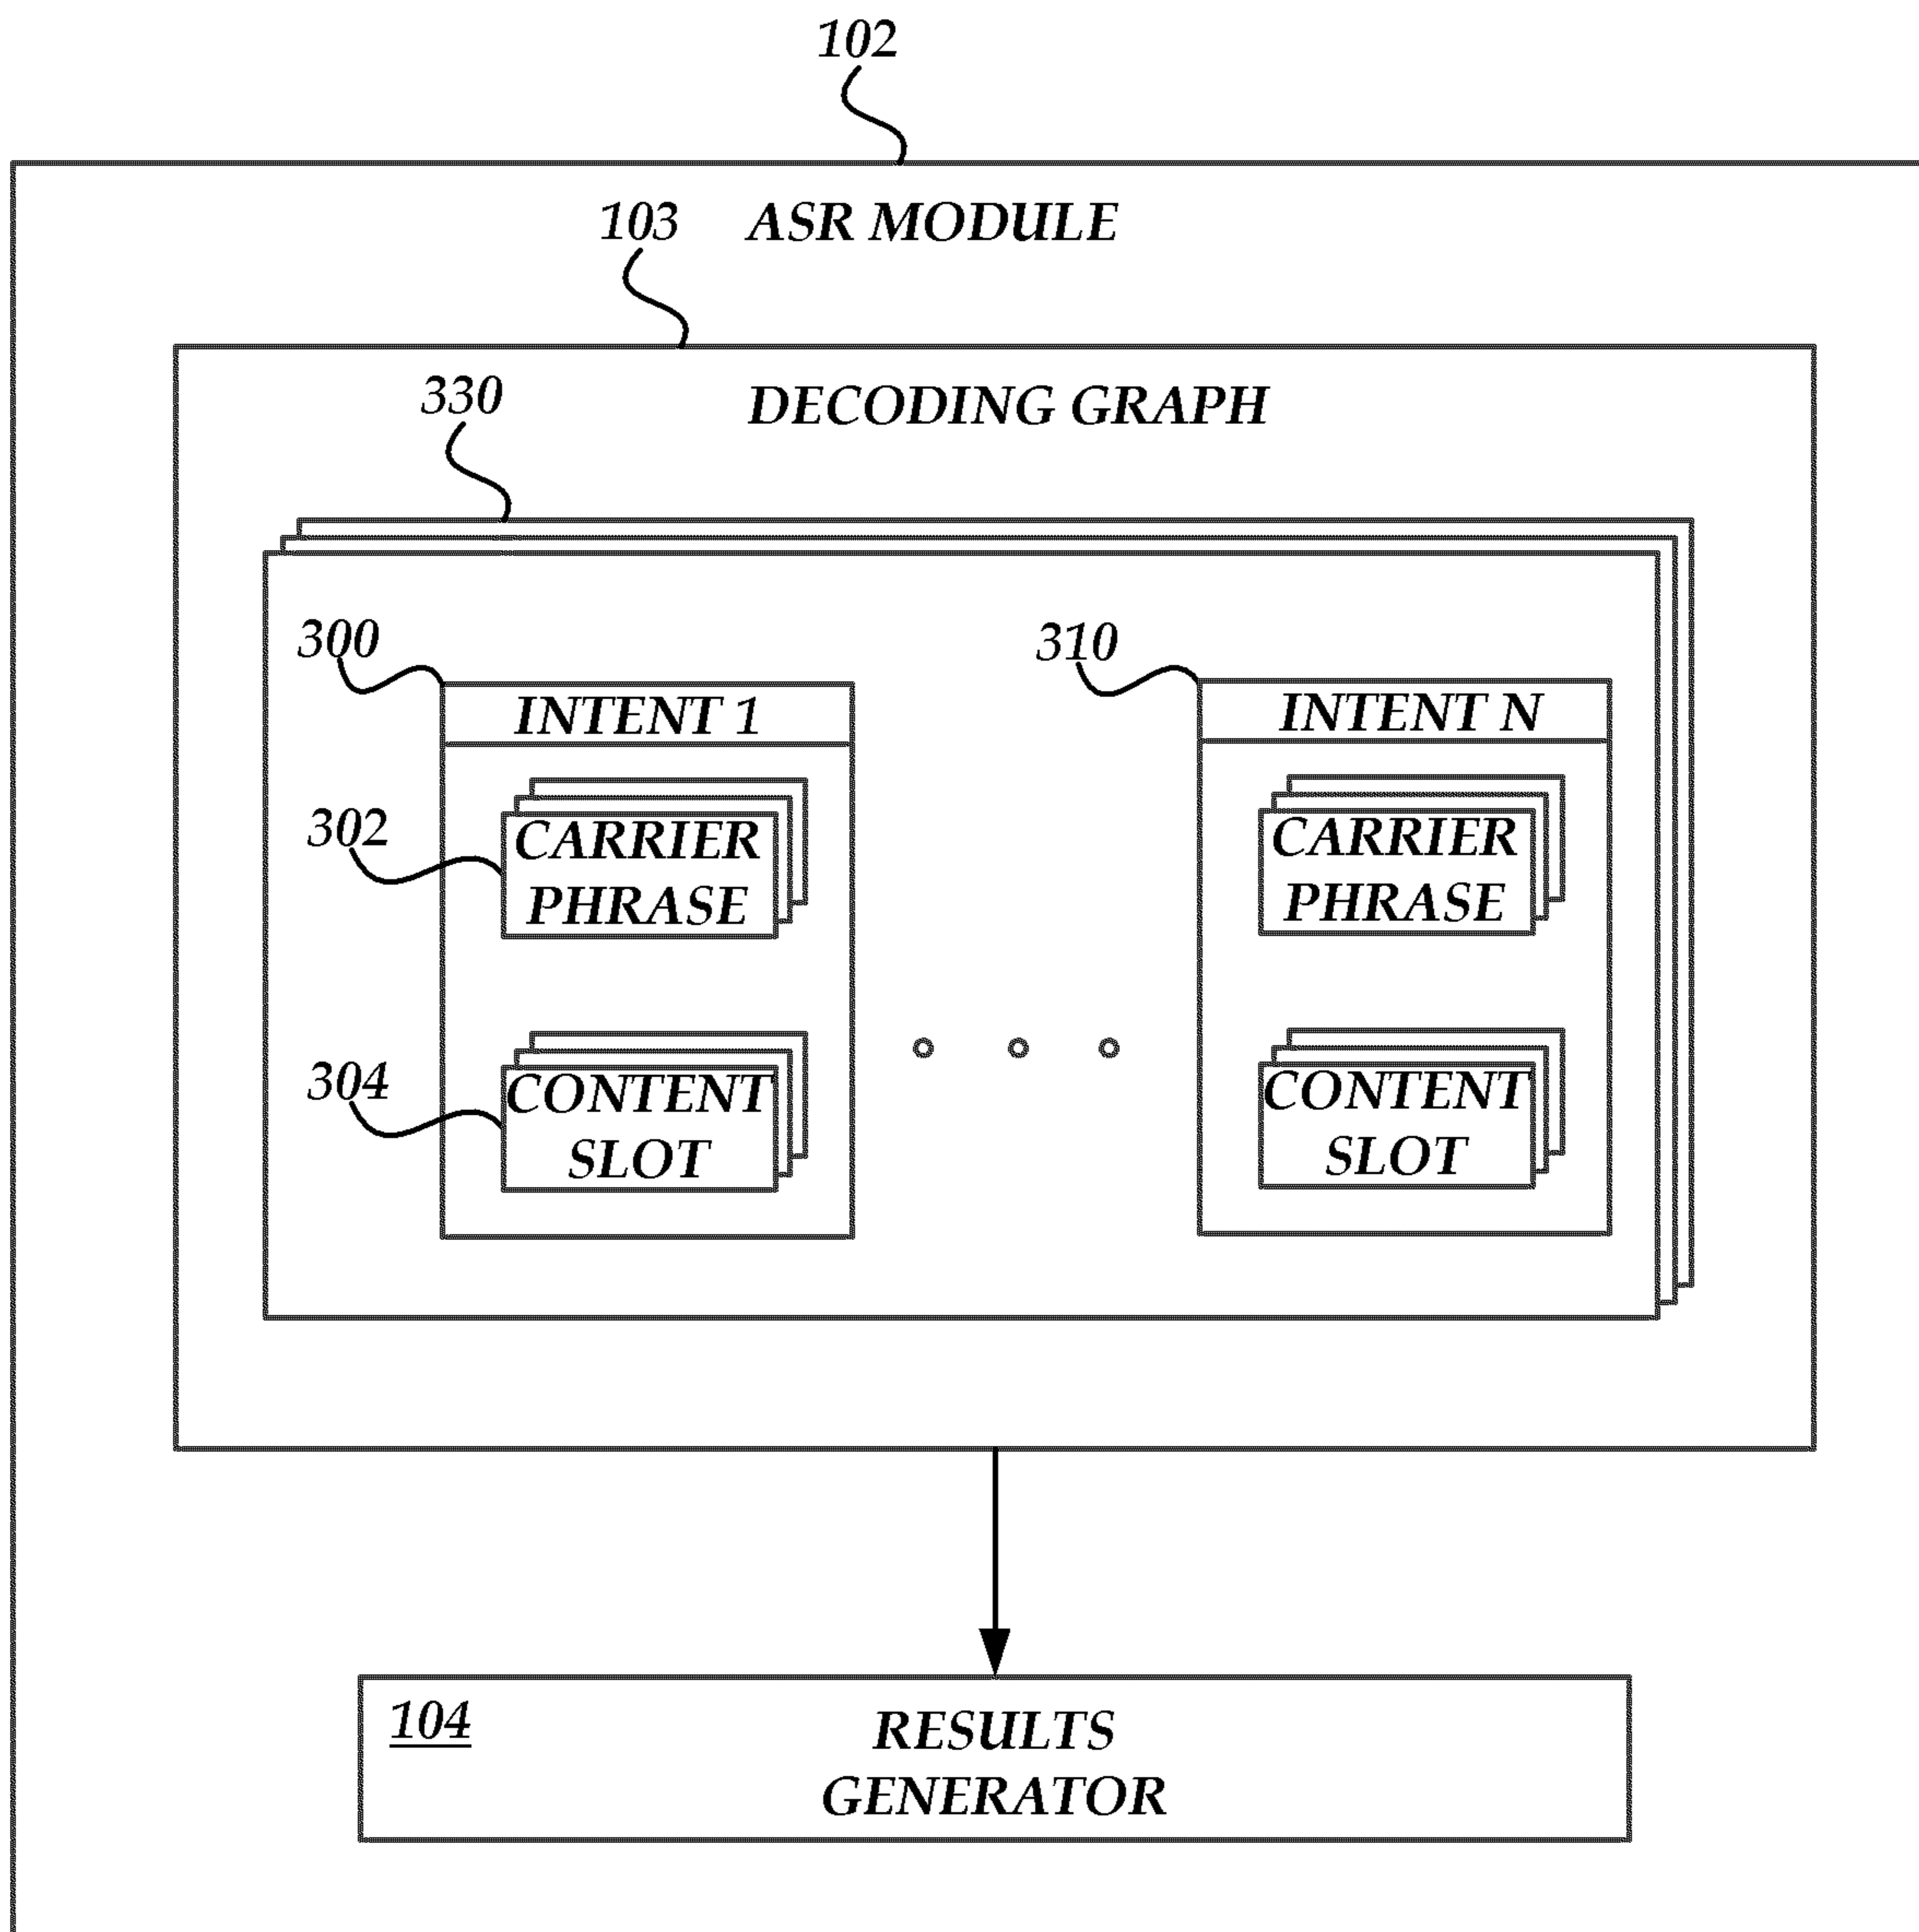 102
103 ASR MODULE
330 DECODING GRAPH
300 310
INTENT 1 INTENT N
302 CARRIER PHRASE CARRIER PHRASE
304 CONTENT SLOT CONTENT SLOT
104 RESULTS
GENERATOR